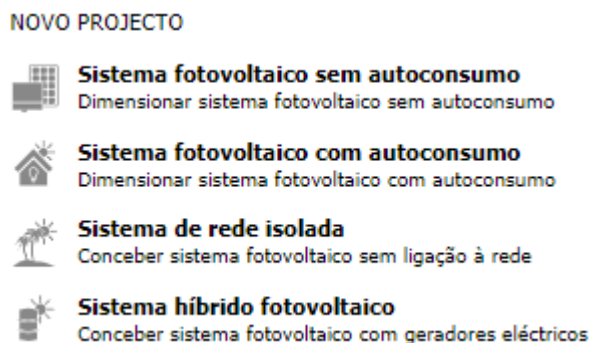 NOVO PROJECTO
Sistema fotovoltaico sem autoconsumo
Dimensionar sistema fotovoltaico sem autoconsumo
Sistema fotovoltaico com autoconsumo
Dimensionar sistema fotovoltaico com autoconsumo
Sistema de rede isolada
Conceber sistema fotovoltaico sem ligação à rede
Sistema híbrido fotovoltaico
Conceber sistema fotovoltaico com geradores eléctricos